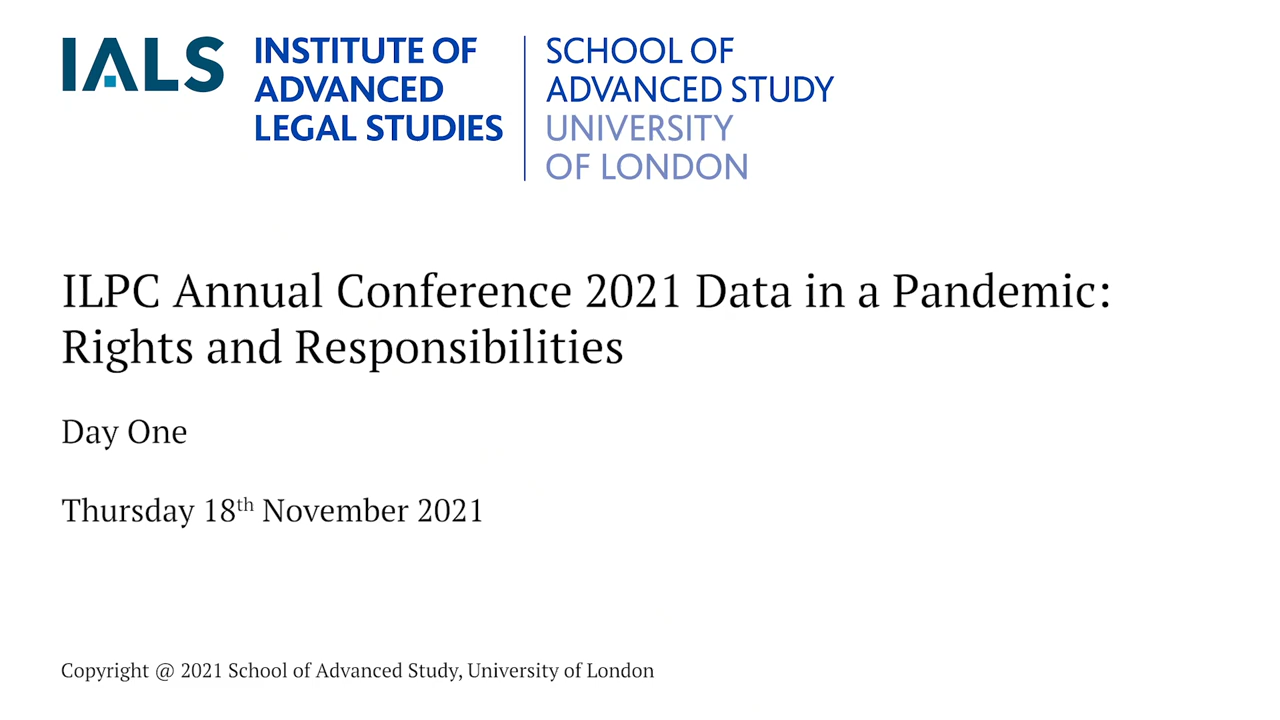 IALS
INSTITUTE OF
ADVANCED
LEGAL STUDIES
SCHOOL OF
ADVANCED STUDY
UNIVERSITY
OF LONDON
ILPC Annual Conference 2021 Data in a Pandemic:
Rights and Responsibilities
Day One
Thursday 18th November 2021
Copyright @ 2021 School of Advanced Study, University of London